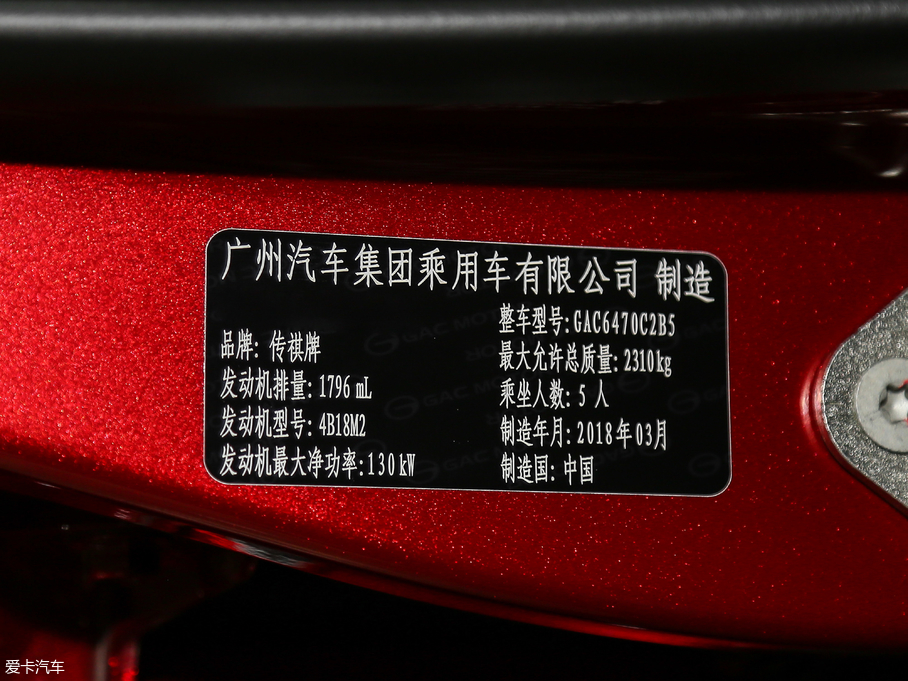 广州汽车集团乘用车有限公司 制造
整车型号:GAC6470C2B5
品牌: 传祺牌
最大允许总质量: 2310kg
发动机排量: 1796 mL
乘坐人数: 5 人
发动机型号: 4B18M2
制造年月: 2018年03月
发动机最大净功率:130kW
制造国: 中国
爱卡汽车